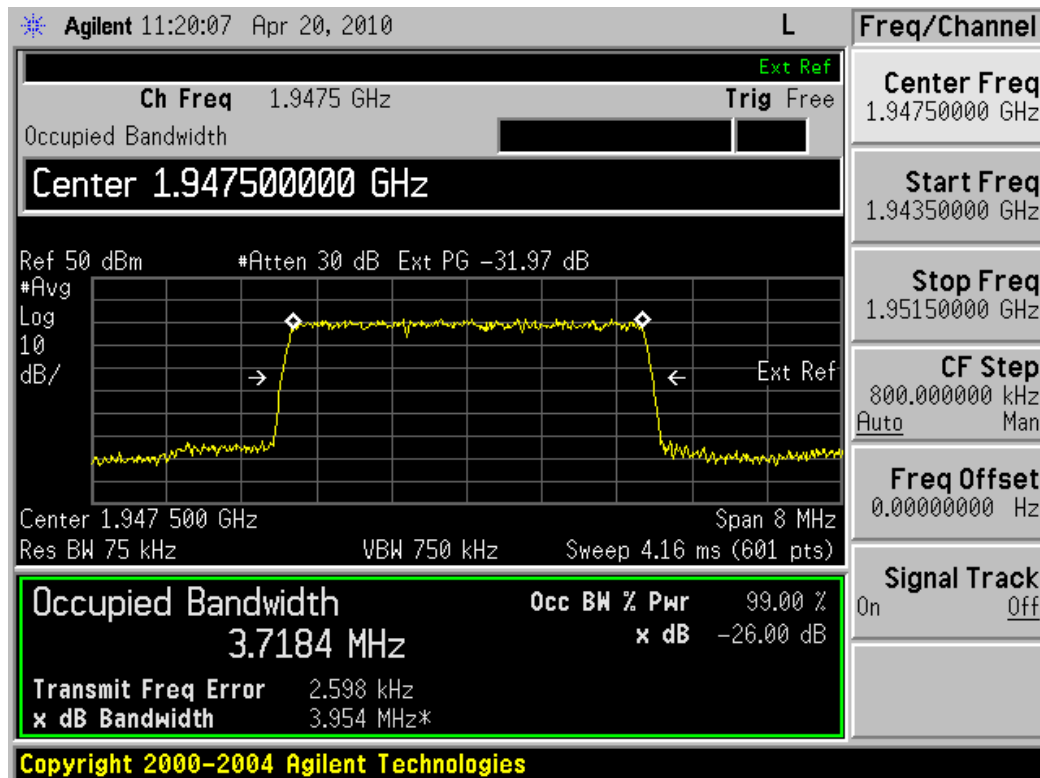 Agilent 11:20:07 Apr 20, 2010 L
Ext Ref
Ch Freq 1.9475 GHz Trig Free
Occupied Bandwidth
Center 1.947500000 GHz
Ref 50 dBm #Atten 30 dB Ext PG -31.97 dB
#Avg
Log
10
dB/
Ext Ref
Center 1.947 500 GHz Span 8 MHz
Res BW 75 kHz VBW 750 kHz Sweep 4.16 ms (601 pts)
Occupied Bandwidth Occ BW % Pwr 99.00 %
3.7184 MHz x dB -26.00 dB
Transmit Freq Error 2.598 kHz
x dB Bandwidth 3.954 MHz*
Copyright 2000-2004 Agilent Technologies
Freq/Channel
Center Freq
1.94750000 GHz
Start Freq
1.94350000 GHz
Stop Freq
1.95150000 GHz
CF Step
800.000000 kHz
Auto Man
Freq Offset
0.00000000 Hz
Signal Track
On Off